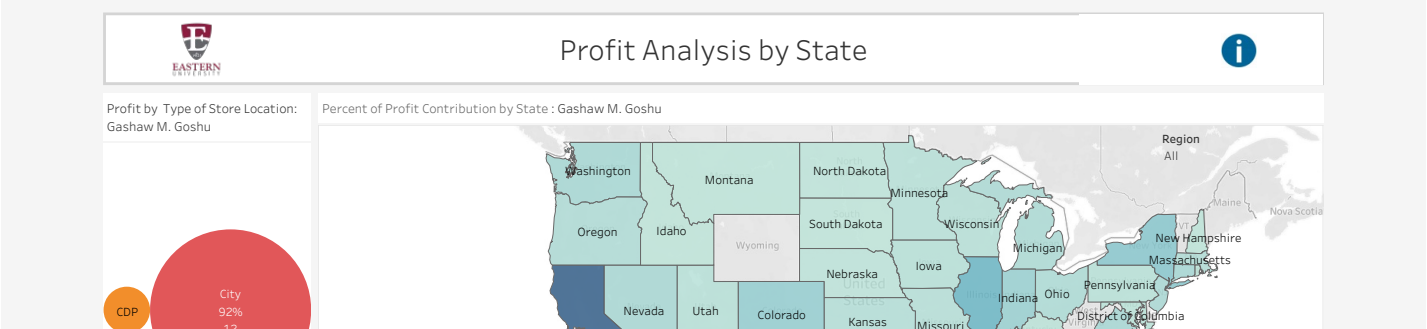 EASTERN
UNIVERSITY
Profit Analysis by State
i
Profit by Type of Store Location:
Gashaw M. Goshu
Percent of Profit Contribution by State : Gashaw M. Goshu
Region
All
Washington
Montana
North Dakota
Minnesota
Maine
Nova Scotia
Oregon
Idaho
South Dakota
Wisconsin
VT
New Hampshire
Wyoming
Michigan
Massachusetts
Iowa
Nebraska
United
States
Pennsylvania
Indiana
Ohio
City
92%
CDP
Nevada
Utah
Colorado
Kansas
Missouri
District of Columbia